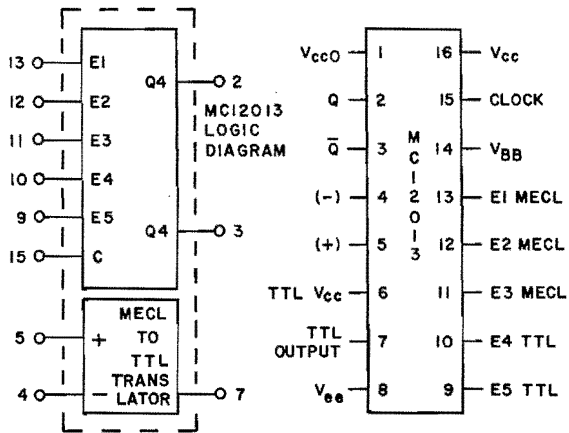 13 E1
Q4 2
12 E2
11 E3
10 E4
9 E5
Q4 3
15 C
MC12013
LOGIC
DIAGRAM
5 +
4 –
MECL
TO
TTL
TRANS
LATOR
7
VccO 1 16 Vcc
Q 2 15 CLOCK
Q̅ 3 14 VBB
(-) 4 13 E1 MECL
(+) 5 12 E2 MECL
TTL Vcc 6 11 E3 MECL
TTL
OUTPUT 7 10 E4 TTL
Vee 8 9 E5 TTL
MC12013